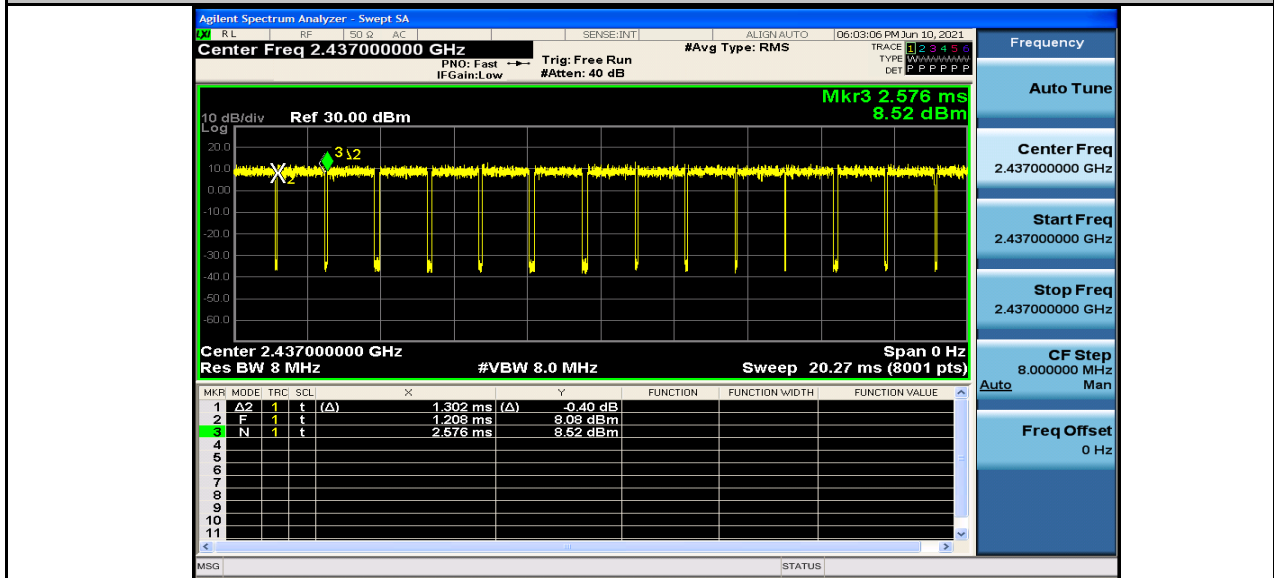 Agilent Spectrum Analyzer - Swept SA
LXI RL RF 50 Ω AC SENSE:INT ALIGN AUTO 06:03:06 PM Jun 10, 2021
Center Freq 2.437000000 GHz
PNO: Fast
IFGain:Low
Trig: Free Run
#Atten: 40 dB
#Avg Type: RMS
TRACE 1 2 3 4 5 6
TYPE WWWWWW
DET P P P P P P
Mkr3 2.576 ms
8.52 dBm
10 dB/div
Log
Ref 30.00 dBm
20.0
10.0
0.00
-10.0
-20.0
-30.0
-40.0
-50.0
-60.0
3 Δ2
2
Center 2.437000000 GHz
Span 0 Hz
Res BW 8 MHz
#VBW 8.0 MHz
Sweep 20.27 ms (8001 pts)
MKR MODE TRC SCL X Y FUNCTION FUNCTION WIDTH FUNCTION VALUE
1 Δ2 1 t (Δ) 1.302 ms (Δ) -0.40 dB
2 F 1 t 1.208 ms 8.08 dBm
3 N 1 t 2.576 ms 8.52 dBm
4
5
6
7
8
9
10
11
MSG
STATUS
Frequency
Auto Tune
Center Freq
2.437000000 GHz
Start Freq
2.437000000 GHz
Stop Freq
2.437000000 GHz
CF Step
8.000000 MHz
Auto Man
Freq Offset
0 Hz